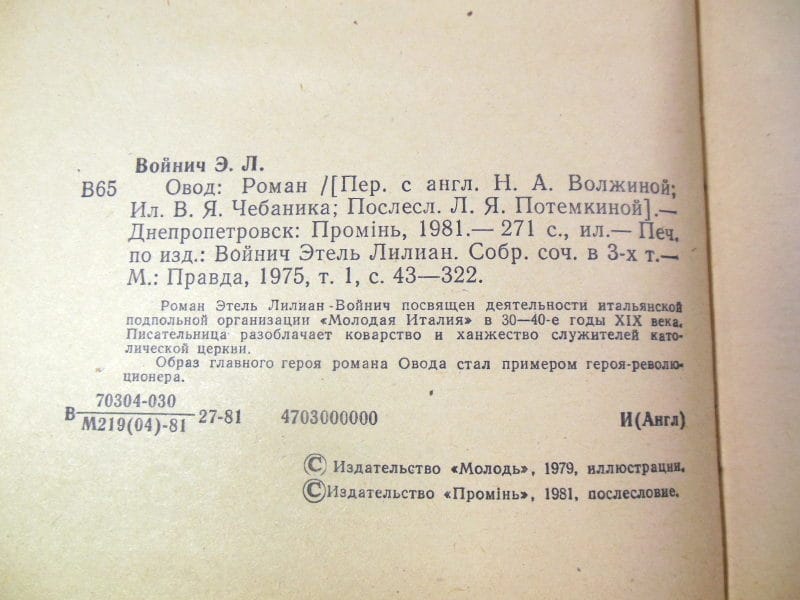 Войнич Э. Л.
В65 Овод: Роман /[Пер. с англ. Н. А. Волжиной;
Ил. В. Я. Чебаника; Послесл. Л. Я. Потемкиной].—
Днепропетровск: Промiнь, 1981.— 271 с., ил.— Печ.
по изд.: Войнич Этель Лилиан. Собр. соч. в 3-х т.—
М.: Правда, 1975, т. 1, с. 43—322.
Роман Этель Лилиан -Войнич посвящен деятельности итальянской
подпольной организации «Молодая Италия» в 30—40-е годы XIX века.
Писательница разоблачает коварство и ханжество служителей като-
лической церкви.
Образ главного героя романа Овода стал примером героя-револю-
ционера.
В 70304-030
М219(04)-81 27-81 4703000000 И(Англ)
© Издательство «Молодь», 1979, иллюстрации.
© Издательство «Промiнь», 1981, послесловие.